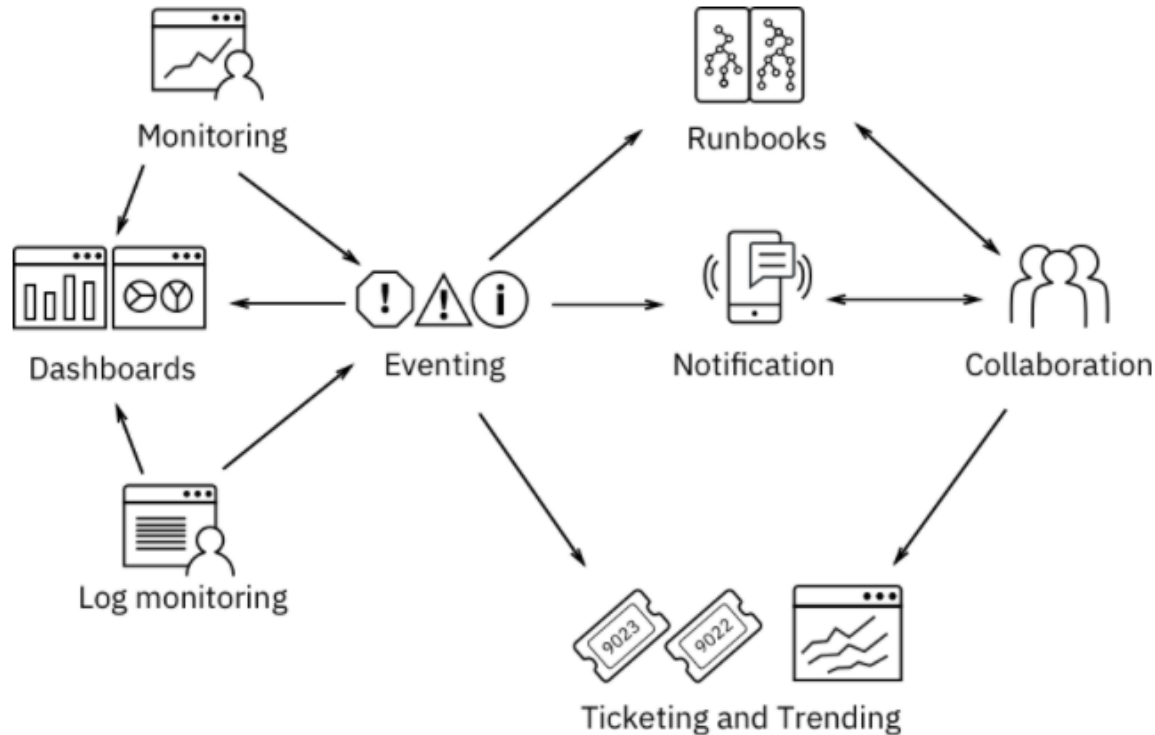 Monitoring
Runbooks
!
!
i
Dashboards
Eventing
Notification
Collaboration
Log monitoring
9023
9022
Ticketing and Trending